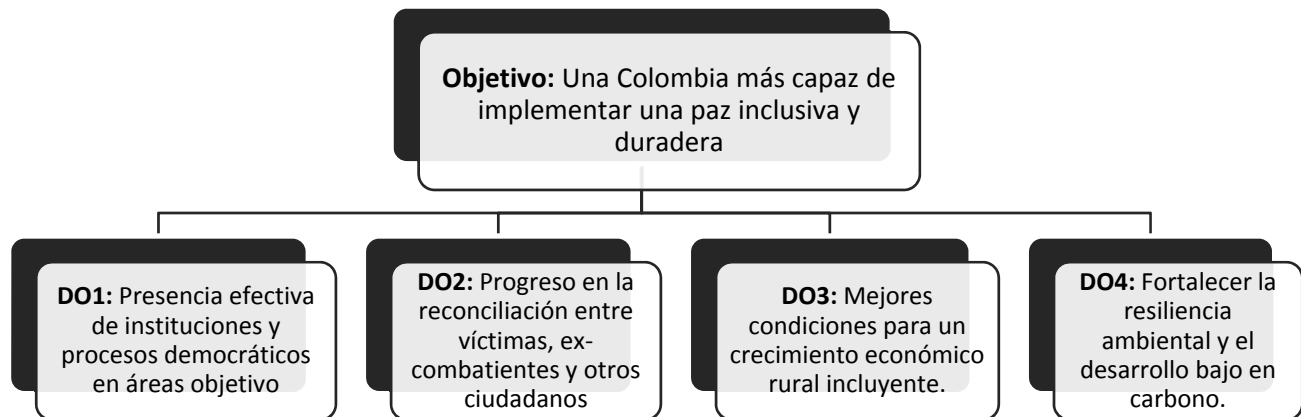 Objetivo: Una Colombia más capaz de
implementar una paz inclusiva y
duradera
DO1: Presencia efectiva
de instituciones y
procesos democráticos
en áreas objetivo
DO2: Progreso en la
reconciliación entre
víctimas, ex-
combatientes y otros
ciudadanos
DO3: Mejores
condiciones para un
crecimiento económico
rural incluyente.
DO4: Fortalecer la
resiliencia
ambiental y el
desarrollo bajo en
carbono.